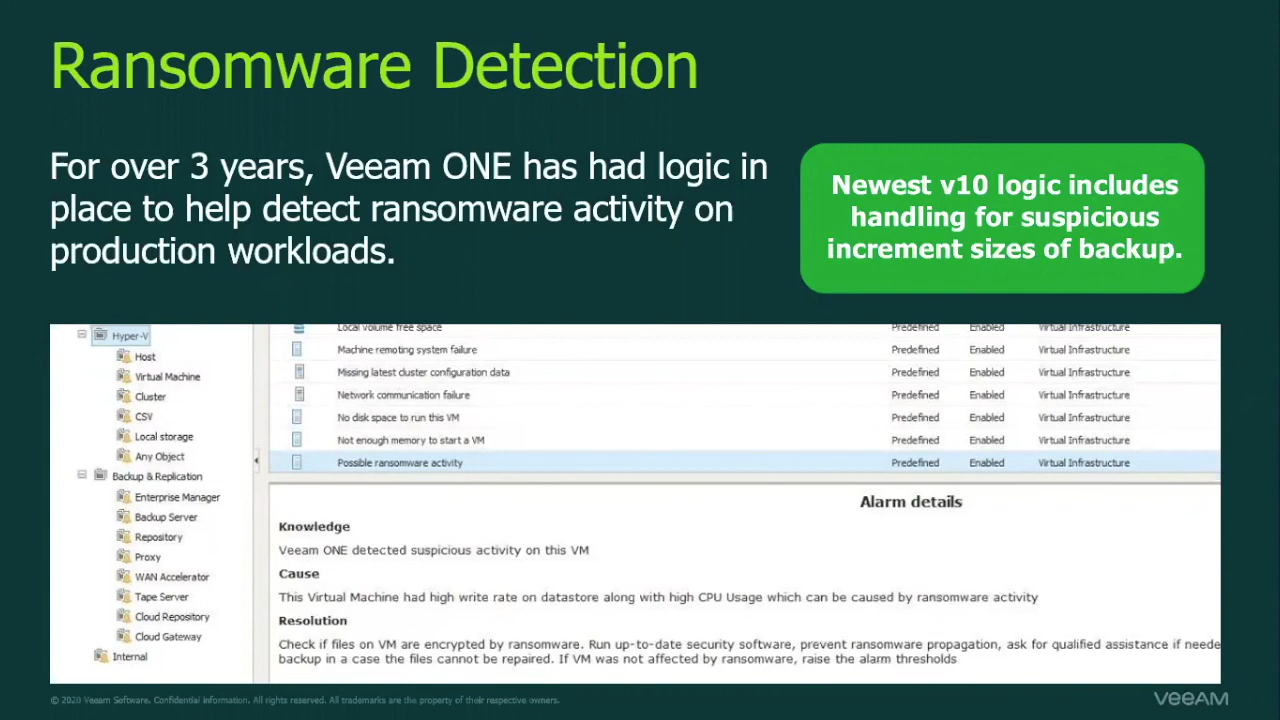 Ransomware Detection
For over 3 years, Veeam ONE has had logic in
place to help detect ransomware activity on
production workloads.
Newest v10 logic includes
handling for suspicious
increment sizes of backup.
Hyper-V
Host
Virtual Machine
Cluster
CSV
Local storage
Any Object
Backup & Replication
Enterprise Manager
Backup Server
Repository
Proxy
WAN Accelerator
Tape Server
Cloud Repository
Cloud Gateway
Internal
Local volume free space Predefined Enabled Virtual Infrastructure
Machine remoting system failure Predefined Enabled Virtual Infrastructure
Missing latest cluster configuration data Predefined Enabled Virtual Infrastructure
Network communication failure Predefined Enabled Virtual Infrastructure
No disk space to run this VM Predefined Enabled Virtual Infrastructure
Not enough memory to start a VM Predefined Enabled Virtual Infrastructure
Possible ransomware activity Predefined Enabled Virtual Infrastructure
Alarm details
Knowledge
Veeam ONE detected suspicious activity on this VM
Cause
This Virtual Machine had high write rate on datastore along with high CPU Usage which can be caused by ransomware activity
Resolution
Check if files on VM are encrypted by ransomware. Run up-to-date security software, prevent ransomware propagation, ask for qualified assistance if neede
backup in a case the files cannot be repaired. If VM was not affected by ransomware, raise the alarm thresholds
© 2020 Veeam Software. Confidential information. All rights reserved. All trademarks are the property of their respective owners.
VEEAM